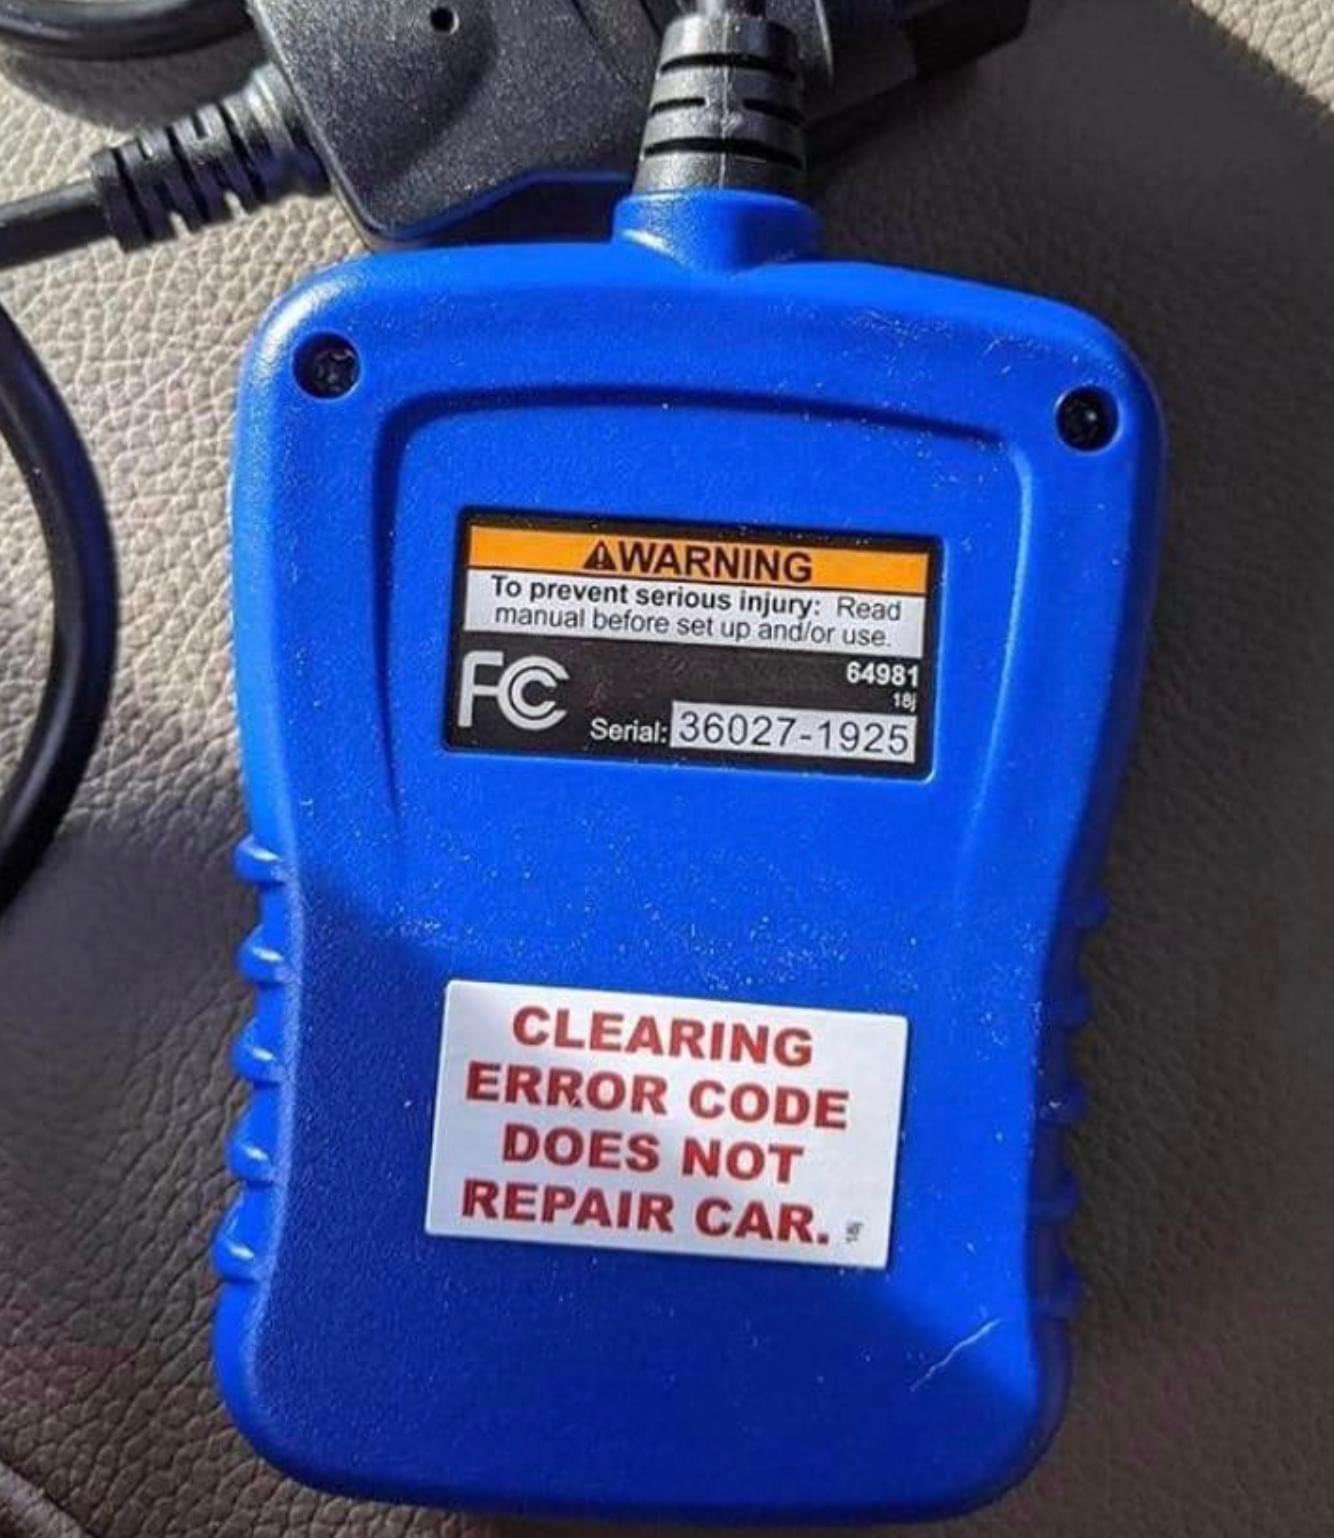 ⚠WARNING
To prevent serious injury: Read
manual before set up and/or use.
FC
64981
18j
Serial: 36027-1925
CLEARING
ERROR CODE
DOES NOT
REPAIR CAR.